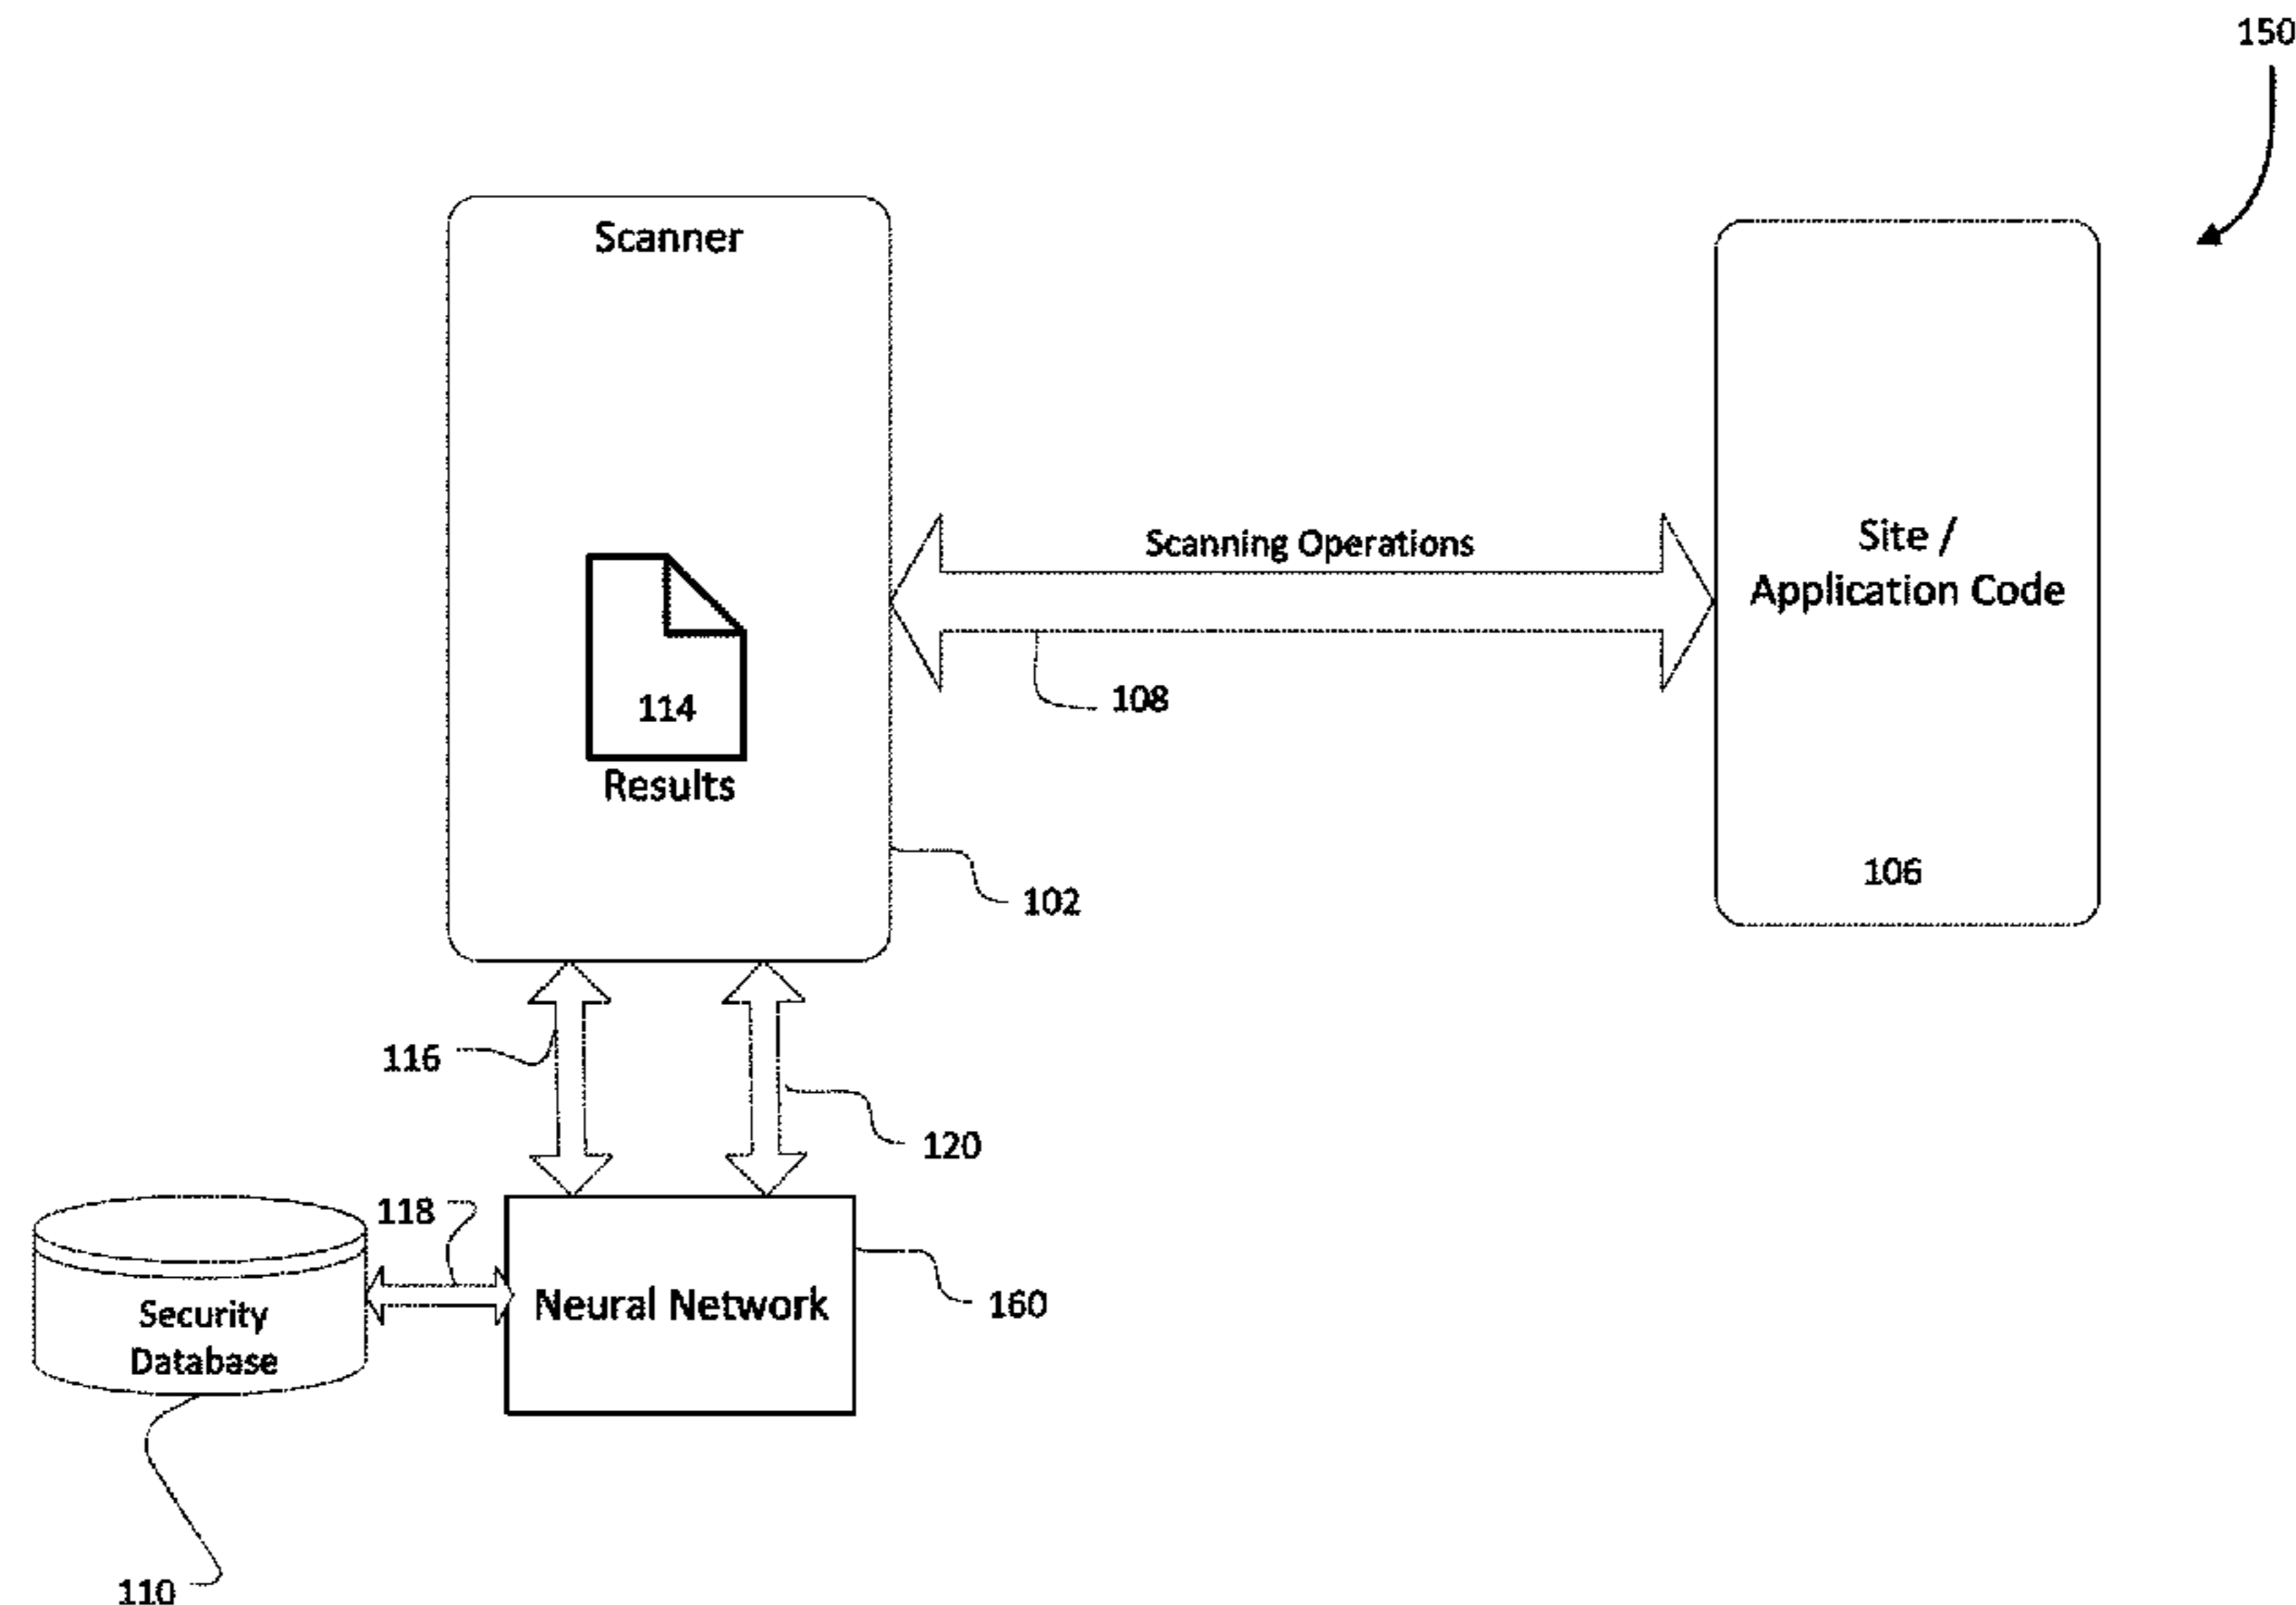 150
Scanner
Scanning Operations
Site /
Application Code
114
108
Results
106
102
116
120
118
Neural Network
160
Security
Database
110